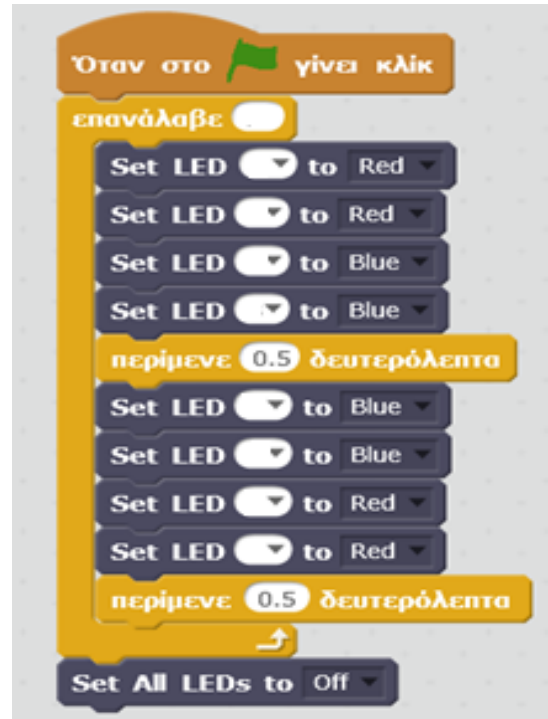 Όταν στο γίνει κλίκ
επανάλαβε
Set LED to Red
Set LED to Red
Set LED to Blue
Set LED to Blue
περίμενε 0.5 δευτερόλεπτα
Set LED to Blue
Set LED to Blue
Set LED to Red
Set LED to Red
περίμενε 0.5 δευτερόλεπτα
Set All LEDs to Off